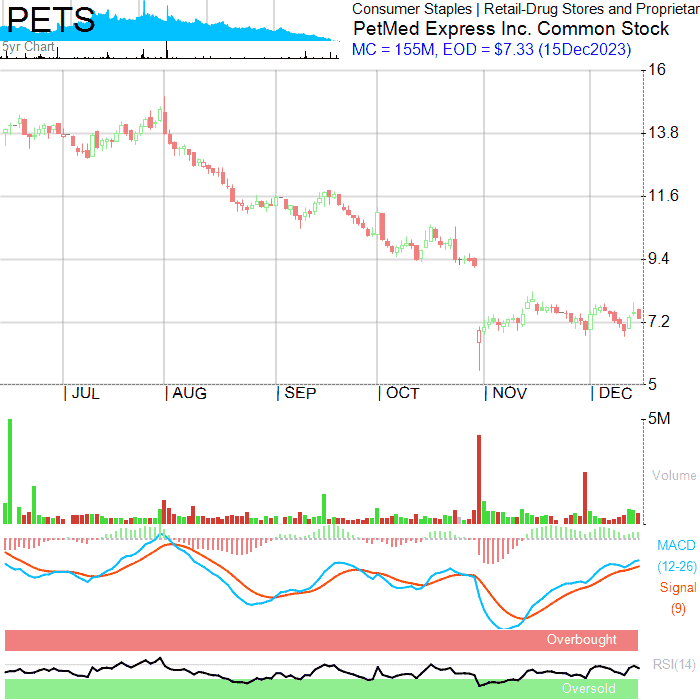 PETS
5yr Chart
Consumer Staples | Retail-Drug Stores and Proprietar
PetMed Express Inc. Common Stock
MC = 155M, EOD = $7.33 (15Dec2023)
16
13.8
11.6
9.4
7.2
5
JUL
AUG
SEP
OCT
NOV
DEC
5M
Volume
MACD
(12-26)
Signal
(9)
Overbought
RSI(14)
Oversold